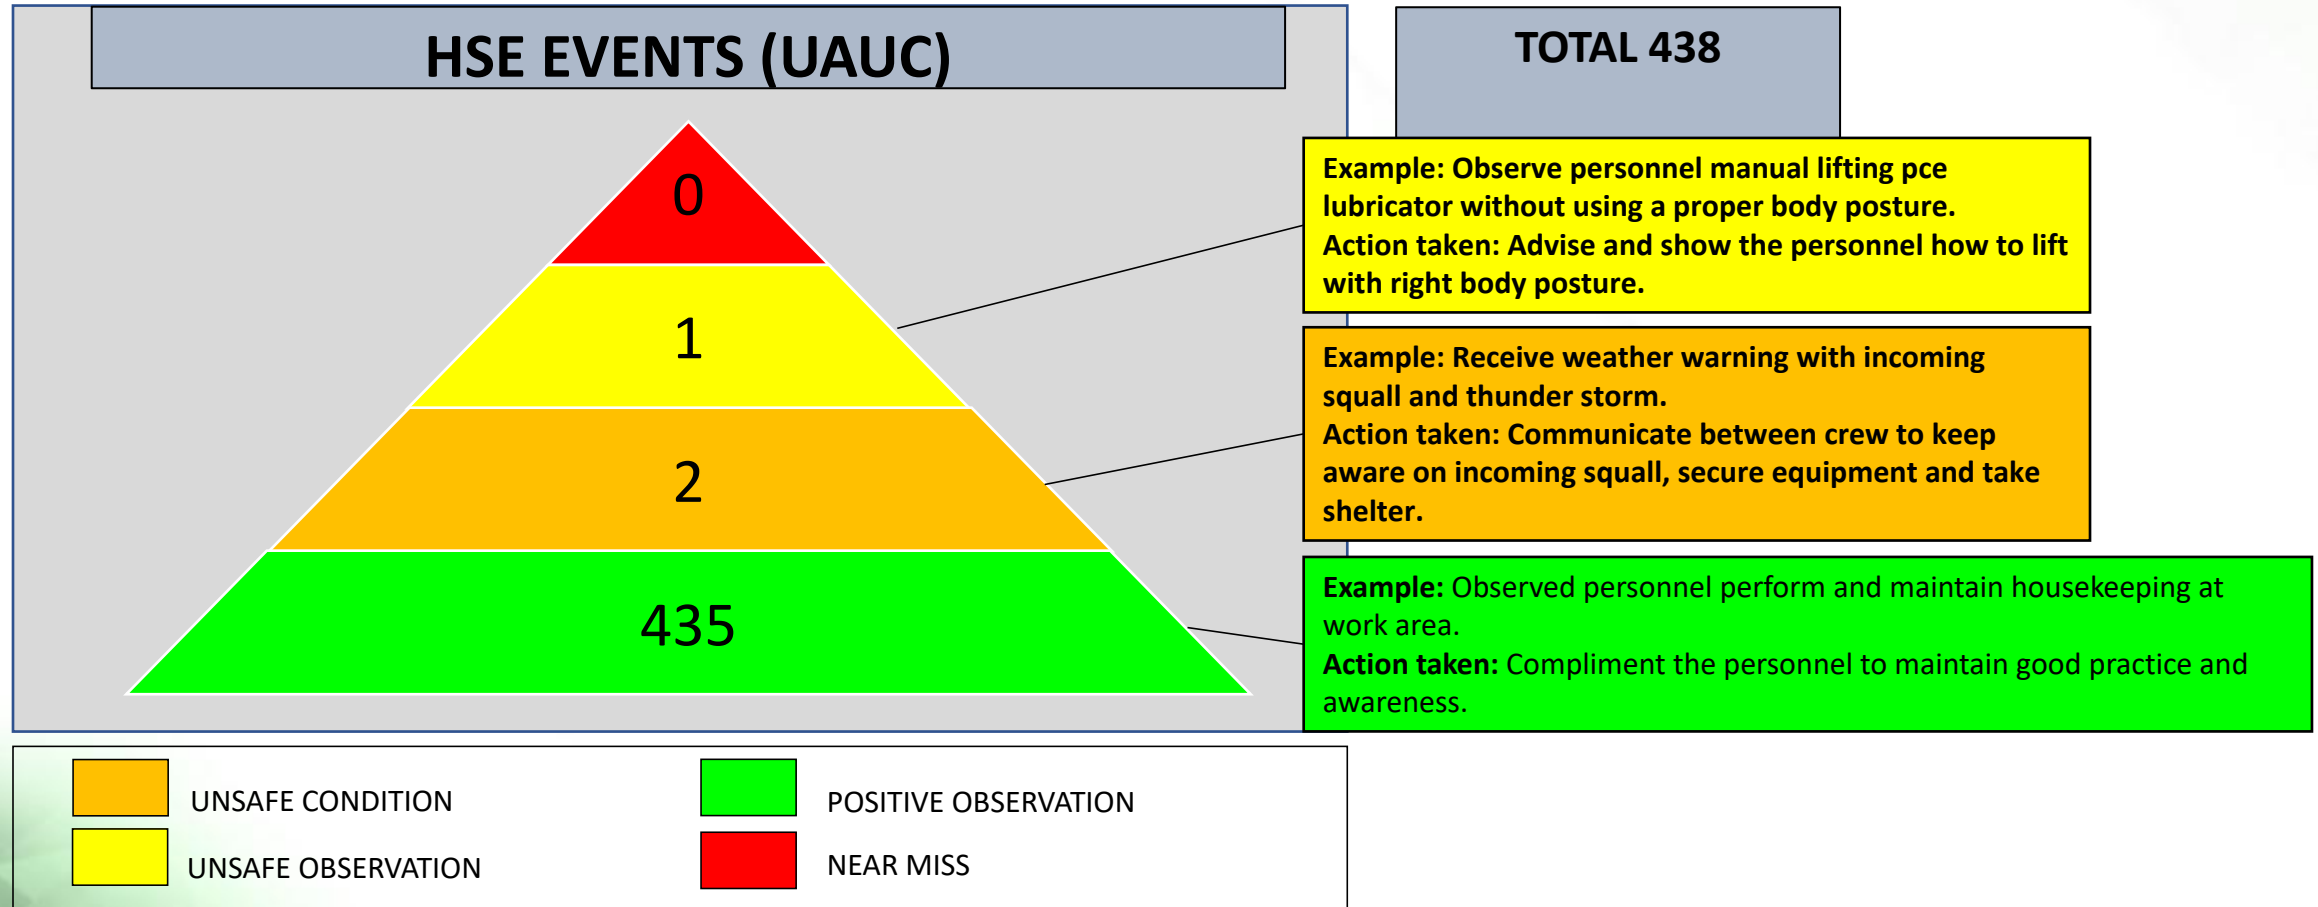 HSE EVENTS (UAUC)
TOTAL 438
0
1
2
435
Example: Observe personnel manual lifting pce
lubricator without using a proper body posture.
Action taken: Advise and show the personnel how to lift
with right body posture.
Example: Receive weather warning with incoming
squall and thunder storm.
Action taken: Communicate between crew to keep
aware on incoming squall, secure equipment and take
shelter.
Example: Observed personnel perform and maintain housekeeping at
work area.
Action taken: Compliment the personnel to maintain good practice and
awareness.
UNSAFE CONDITION
POSITIVE OBSERVATION
UNSAFE OBSERVATION
NEAR MISS